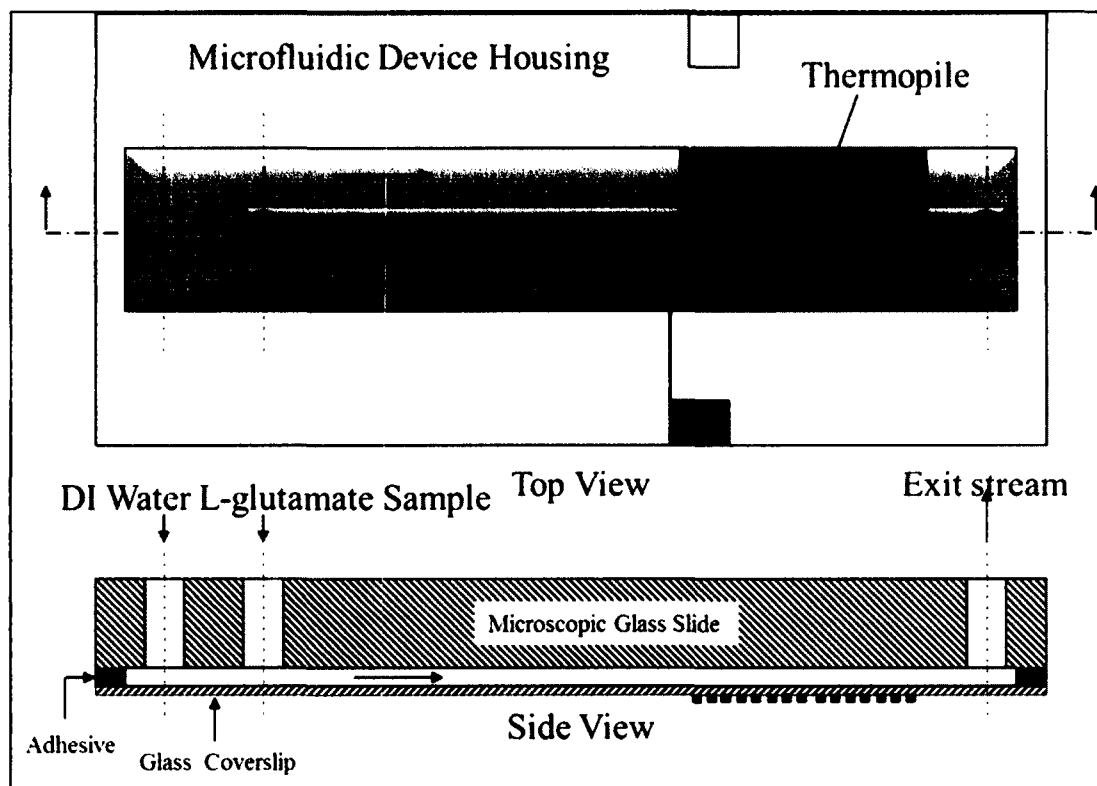 Microfluidic Device Housing
Thermopile
Top View
Exit stream
DI Water L-glutamate Sample
Microscopic Glass Slide
Side View
Adhesive
Glass Coverslip